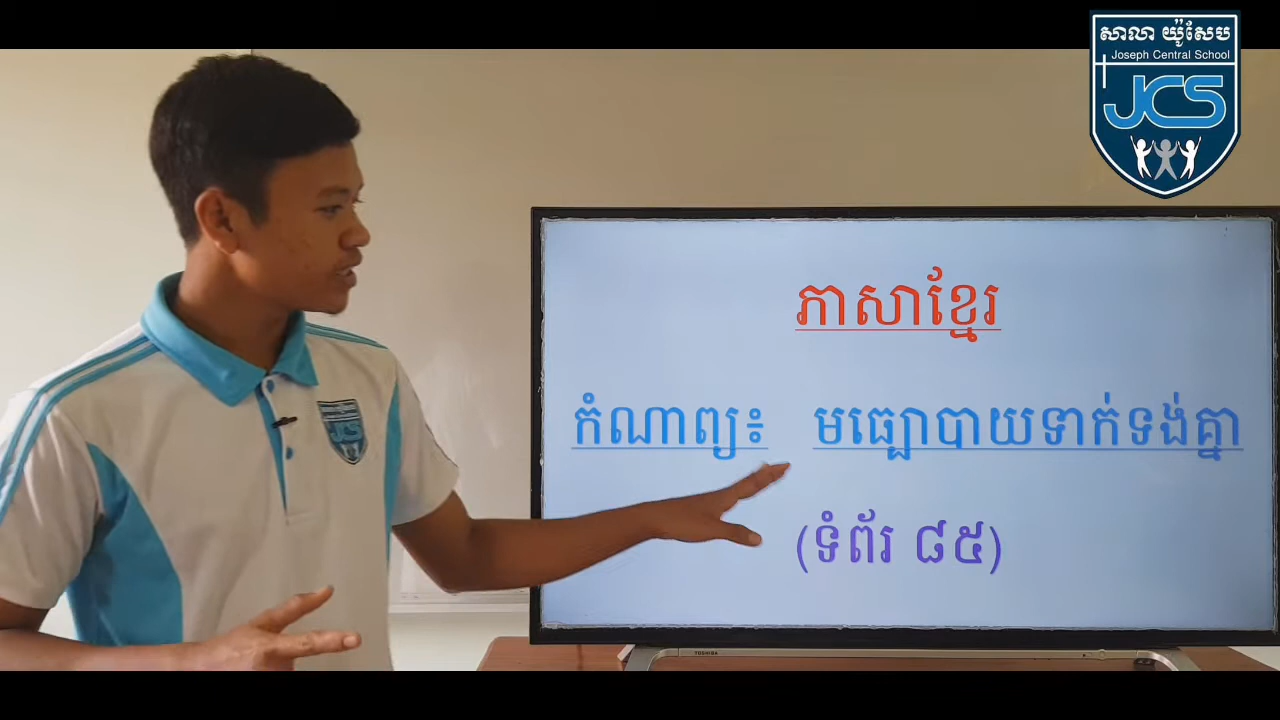 សាលា យ៉ូសែប
Joseph Central School
JCS
ភាសាខ្មែរ
កំណាព្យ៖ មធ្យោបាយទាក់ទង់គ្នា
(ទំព័រ ៨៥)
JCS
TOSHIBA